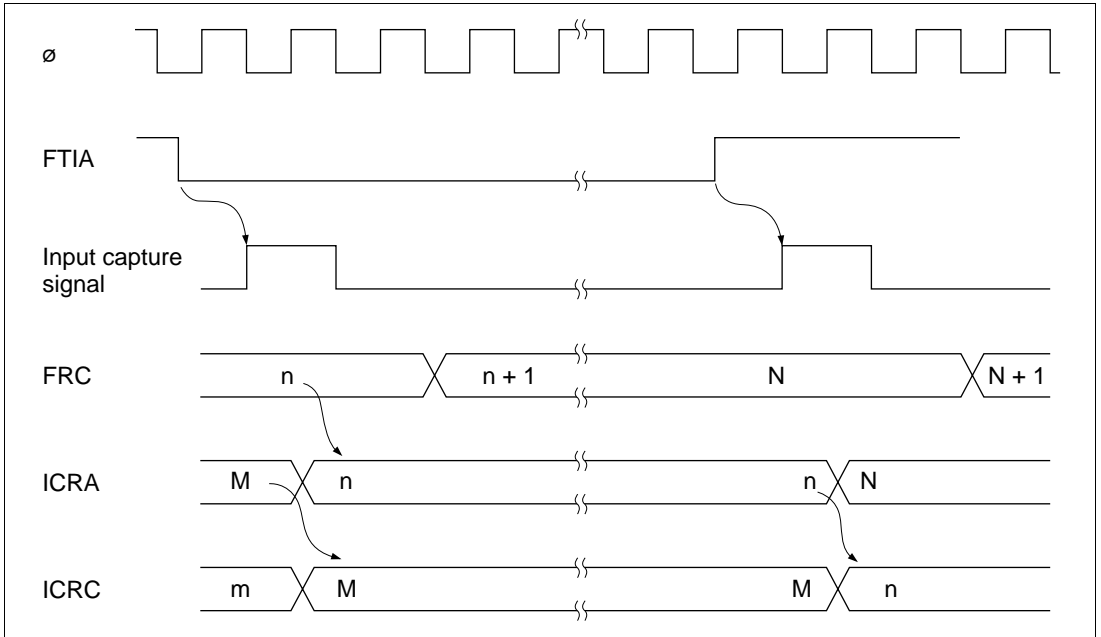 ø
FTIA
Input capture
signal
FRC
n
n + 1
N
N + 1
ICRA
M
n
n
N
ICRC
m
M
M
n